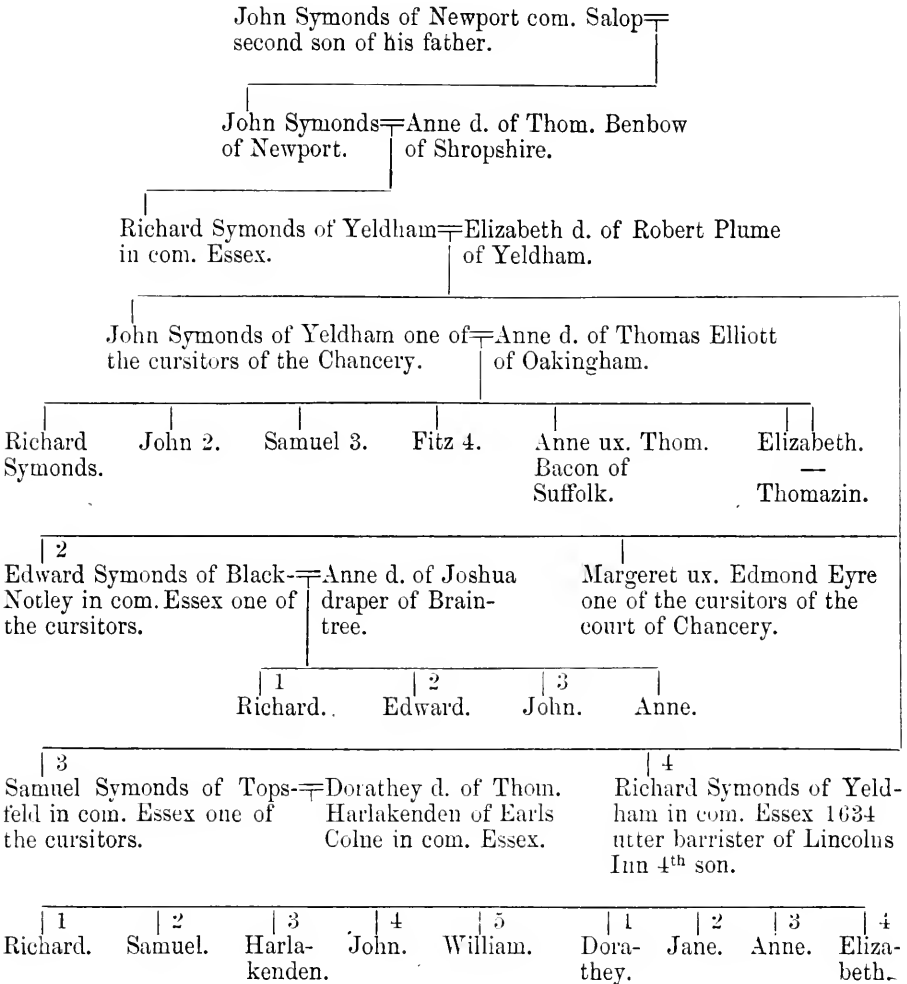 John Symonds of Newport com. Salop
second son of his father.
John Symonds
of Newport.
Anne d. of Thom. Benbow
of Shropshire.
Richard Symonds of Yeldham
in com. Essex.
Elizabeth d. of Robert Plume
of Yeldham.
John Symonds of Yeldham one of
the cursitors of the Chancery.
Anne d. of Thomas Elliott
of Oakingham.
Richard
Symonds.
John 2.
Samuel 3.
Fitz 4.
Anne ux. Thom.
Bacon of
Suffolk.
Elizabeth.
—
Thomazin.
2
Edward Symonds of Black-
Notley in com. Essex one of
the cursitors.
Anne d. of Joshua
draper of Brain-
tree.
Margeret ux. Edmond Eyre
one of the cursitors of the
court of Chancery.
1
Richard.
2
Edward.
3
John.
Anne.
3
Samuel Symonds of Tops-
feld in com. Essex one of
the cursitors.
Dorathey d. of Thom.
Harlakenden of Earls
Colne in com. Essex.
4
Richard Symonds of Yeld-
ham in com. Essex 1634
utter barrister of Lincolns
Inn 4th son.
1
Richard.
2
Samuel.
3
Harla-
kenden.
4
John.
5
William.
1
Dora-
they.
2
Jane.
3
Anne.
4
Eliza-
beth.